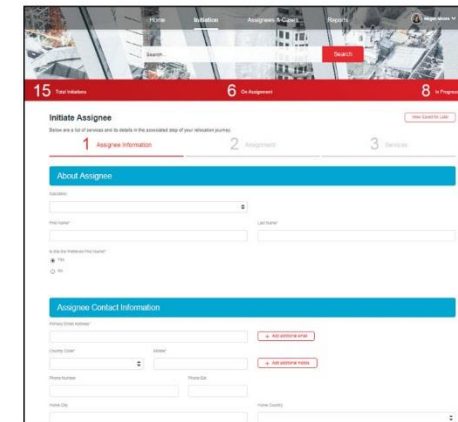 Home Initiation Assignees & Cases Reports Megan Moore
Search... Search
15 Total Initiations 6 On Assignment 8 In Progress
Initiate Assignee View Saved for Later
Below are a list of services and its details in the associated step of your relocation journey.
1 Assignee Information 2 Assignment 3 Services
About Assignee
Salutation
First Name* Last Name*
Is this the Preferred First Name?
Yes
No
Assignee Contact Information
Primary Email Address
+ Add additional email
Country Code* Mobile*
+ Add additional mobile
Phone Number Phone Ext.
Home City Home Country